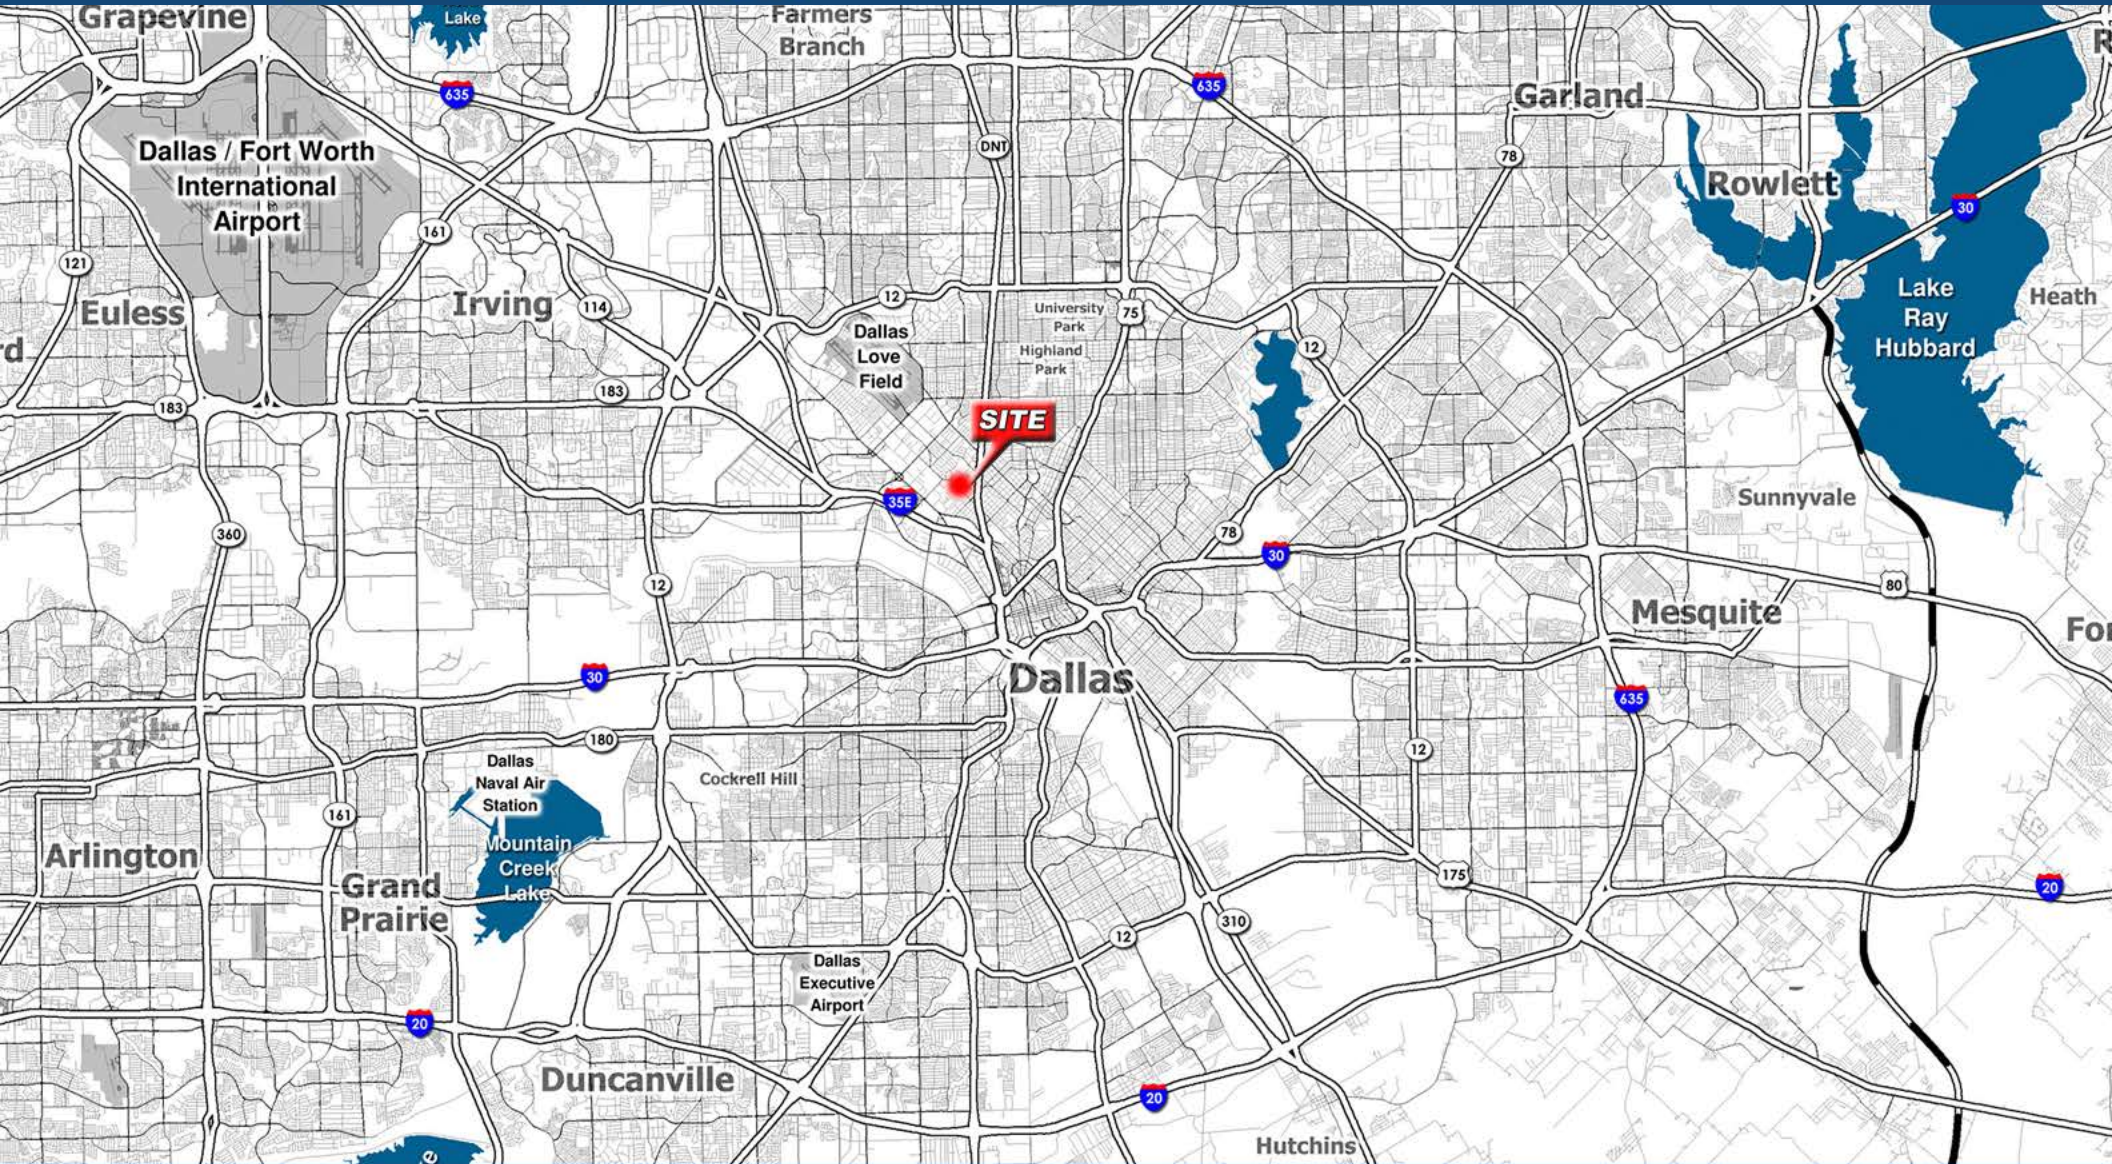 Grapevine
Lake
Farmers
Branch
635
635
Garland
Dallas / Fort Worth
International
Airport
DNT
78
Rowlett
30
161
121
Euless
Irving
114
12
University
Park
75
Highland
Park
Dallas
Love
Field
12
Lake
Ray
Hubbard
Heath
rd
183
183
SITE
35E
360
78
30
Sunnyvale
12
80
Mesquite
For
30
Dallas
635
180
12
Dallas
Naval Air
Station
Cockrell Hill
161
Mountain
Creek
Lake
Arlington
Grand
Prairie
175
20
12
310
Dallas
Executive
Airport
20
Duncanville
20
Hutchins
e
R